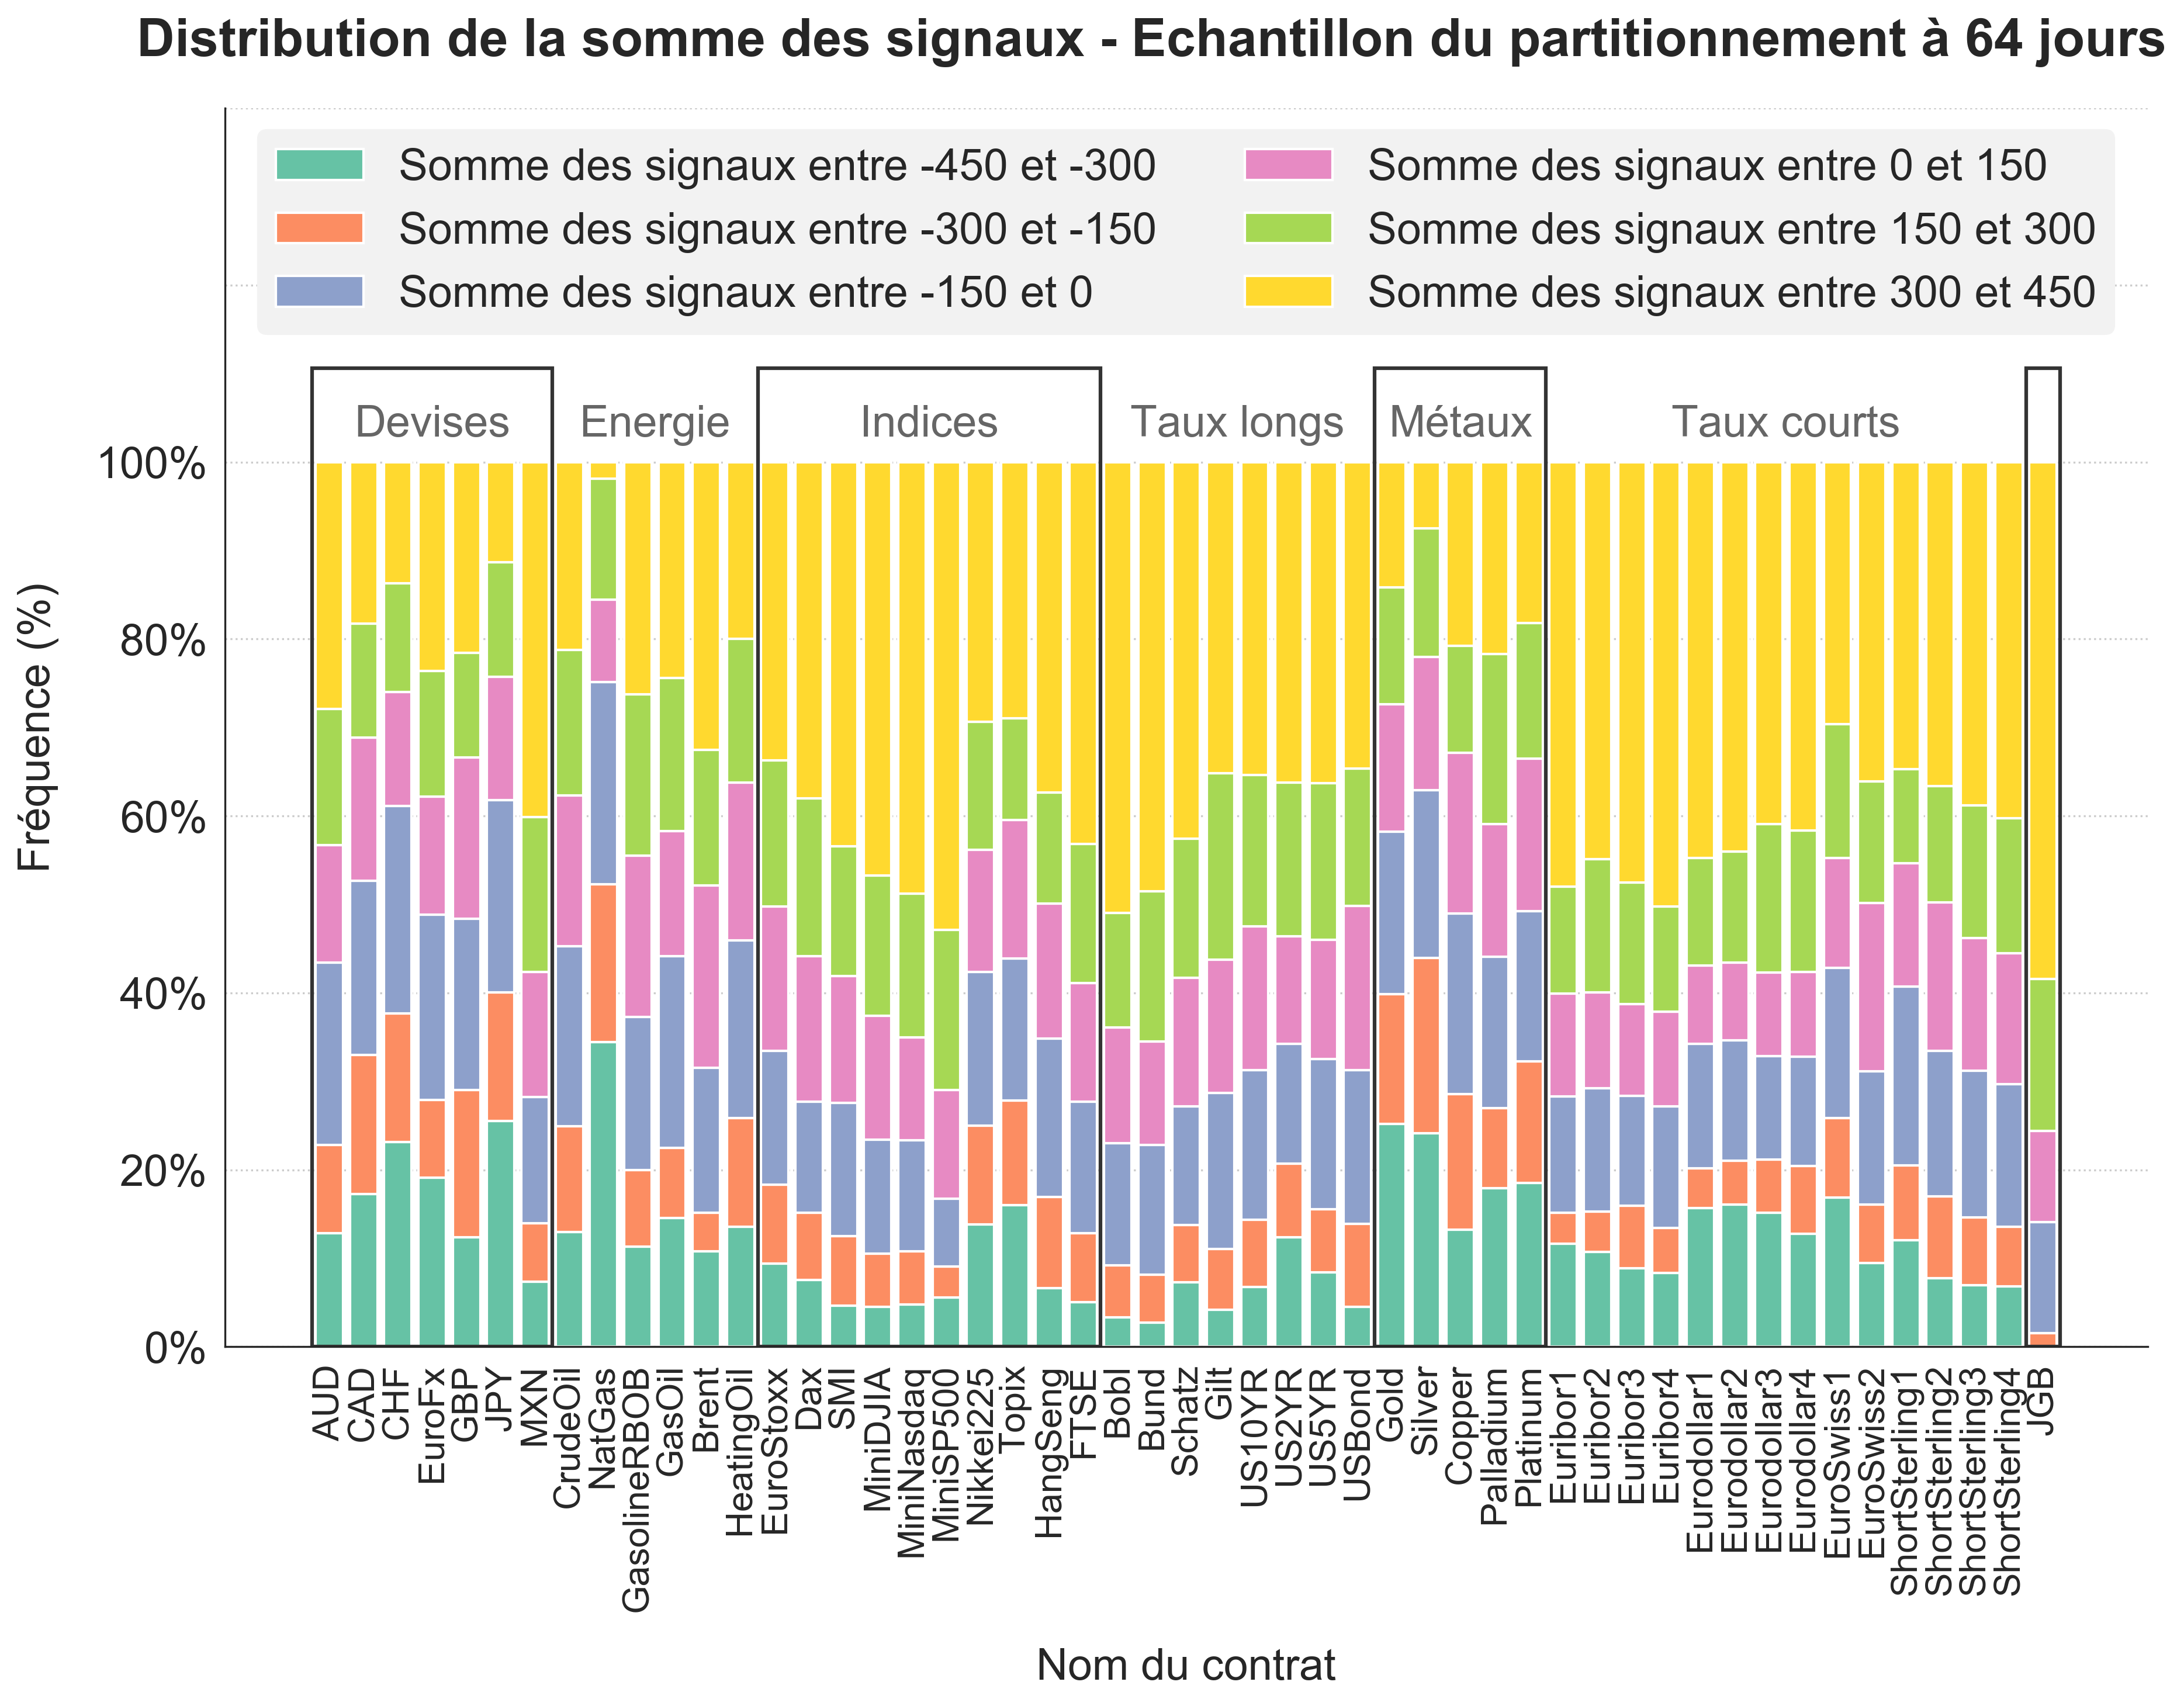 Distribution de la somme des signaux - Echantillon du partitionnement à 64 jours
Somme des signaux entre -450 et -300
Somme des signaux entre -300 et -150
Somme des signaux entre -150 et 0
Somme des signaux entre 0 et 150
Somme des signaux entre 150 et 300
Somme des signaux entre 300 et 450
Devises
Energie
Indices
Taux longs
Métaux
Taux courts
Fréquence (%)
100%
80%
60%
40%
20%
0%
AUD
CAD
CHF
EuroFx
GBP
JPY
MXN
CrudeOil
NatGas
GasolineRBOB
GasOil
Brent
HeatingOil
EuroStoxx
Dax
SMI
MiniDJIA
MiniNasdaq
MiniSP500
Nikkei225
Topix
HangSeng
FTSE
Bobl
Bund
Schatz
Gilt
US10YR
US2YR
US5YR
USBond
Gold
Silver
Copper
Palladium
Platinum
Euribor1
Euribor2
Euribor3
Euribor4
Eurodollar1
Eurodollar2
Eurodollar3
Eurodollar4
EuroSwiss1
EuroSwiss2
ShortSterling1
ShortSterling2
ShortSterling3
ShortSterling4
JGB
Nom du contrat